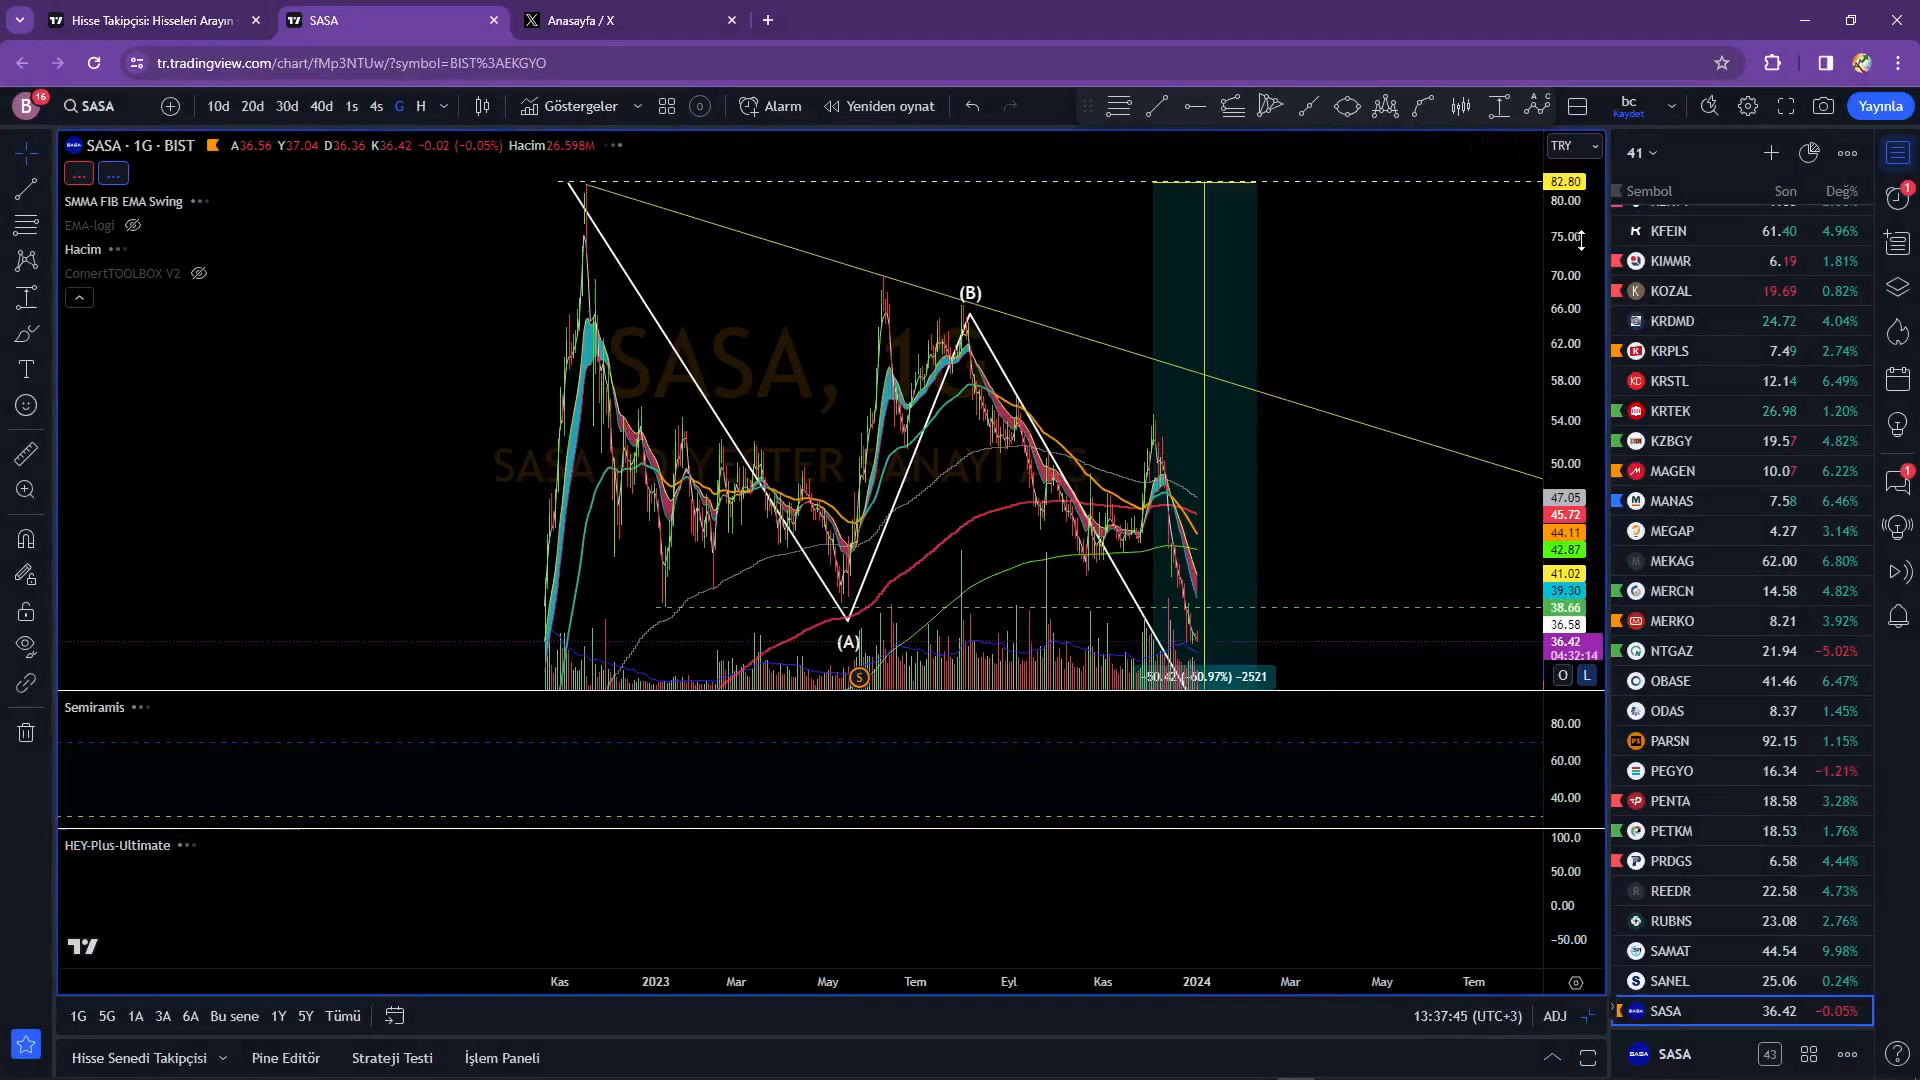 Hisse Takipçisi: Hisseleri Arayın
SASA
Anasayfa / X
tr.tradingview.com/chart/fMp3NTUw/?symbol=BIST%3AEKGYO
B
16
SASA
10d 20d 30d 40d 1s 4s G H
Göstergeler
Alarm
Yeniden oynat
bc
Kaydet
Yayınla
SASA · 1G · BIST A36.56 Y37.04 D36.36 K36.42 −0.02 (−0.05%) Hacim26.598M
SMMA FIB EMA Swing
EMA-logi
Hacim
ComertTOOLBOX V2
SASA, 1G
(A)
(B)
S
(−60.97%) −2521
TRY
82.80
80.00
75.00
70.00
66.00
62.00
58.00
54.00
50.00
47.05
45.72
44.11
42.87
41.02
39.30
38.66
36.58
36.42
04:32:14
O L
Semiramis
80.00
60.00
40.00
HEY-Plus-Ultimate
100.0
50.00
0.00
−50.00
Kas 2023 Mar May Tem Eyl Kas 2024 Mar May Tem
1G 5G 1A 3A 6A Bu sene 1Y 5Y Tümü
13:37:45 (UTC+3) ADJ
Hisse Senedi Takipçisi Pine Editör Strateji Testi İşlem Paneli
41
Sembol Son Değ%
KFEIN 61.40 4.96%
KIMMR 6.19 1.81%
KOZAL 19.69 0.82%
KRDMD 24.72 4.04%
KRPLS 7.49 2.74%
KRSTL 12.14 6.49%
KRTEK 26.98 1.20%
KZBGY 19.57 4.82%
MAGEN 10.07 6.22%
MANAS 7.58 6.46%
MEGAP 4.27 3.14%
MEKAG 62.00 6.80%
MERCN 14.58 4.82%
MERKO 8.21 3.92%
NTGAZ 21.94 −5.02%
OBASE 41.46 6.47%
ODAS 8.37 1.45%
PARSN 92.15 1.15%
PEGYO 16.34 −1.21%
PENTA 18.58 3.28%
PETKM 18.53 1.76%
PRDGS 6.58 4.44%
REEDR 22.58 4.73%
RUBNS 23.08 2.76%
SAMAT 44.54 9.98%
SANEL 25.06 0.24%
SASA 36.42 −0.05%
SASA
43
1
1